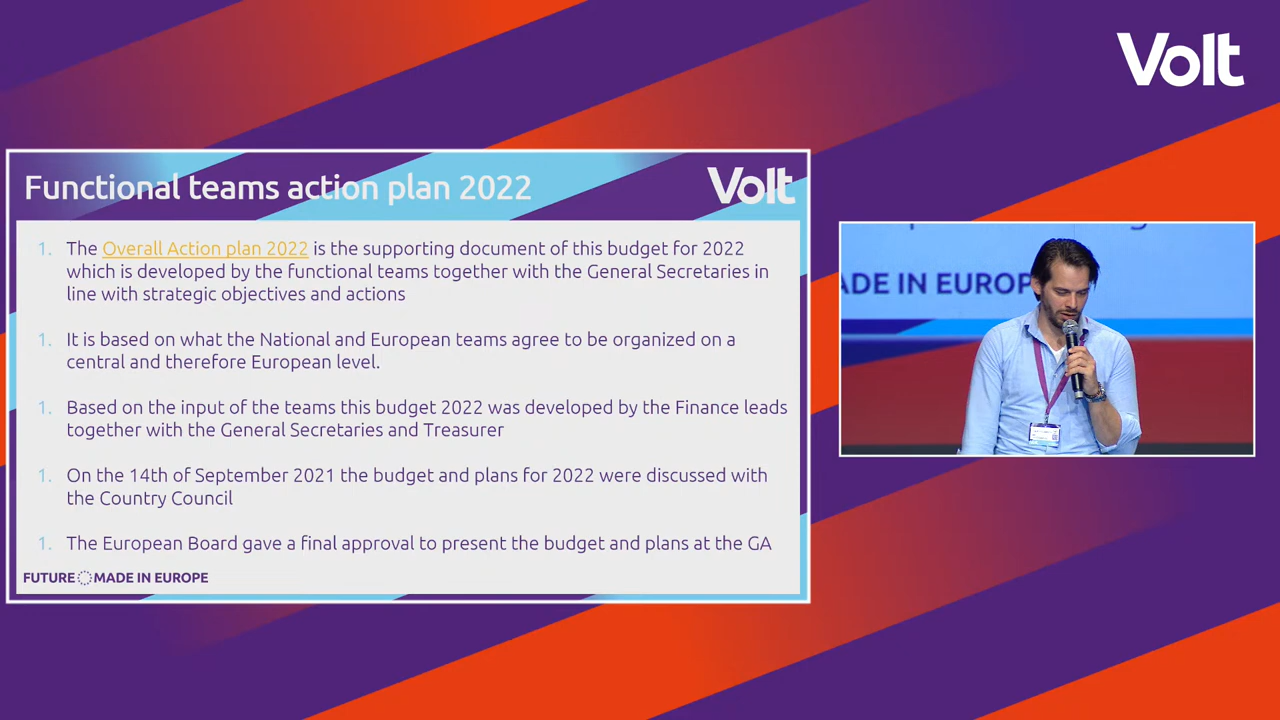 Volt
Functional teams action plan 2022
Volt
1. The Overall Action plan 2022 is the supporting document of this budget for 2022
which is developed by the functional teams together with the General Secretaries in
line with strategic objectives and actions
1. It is based on what the National and European teams agree to be organized on a
central and therefore European level.
1. Based on the input of the teams this budget 2022 was developed by the Finance leads
together with the General Secretaries and Treasurer
1. On the 14th of September 2021 the budget and plans for 2022 were discussed with
the Country Council
1. The European Board gave a final approval to present the budget and plans at the GA
FUTURE MADE IN EUROPE
ADE IN EUROP